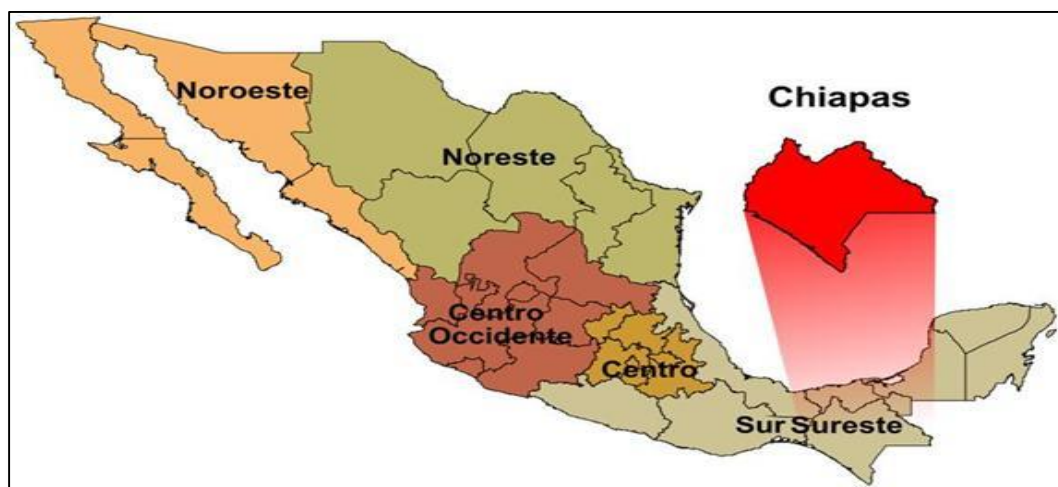 Noroeste
Chiapas
Noreste
Centro
Occidente
Centro
Sur Sureste